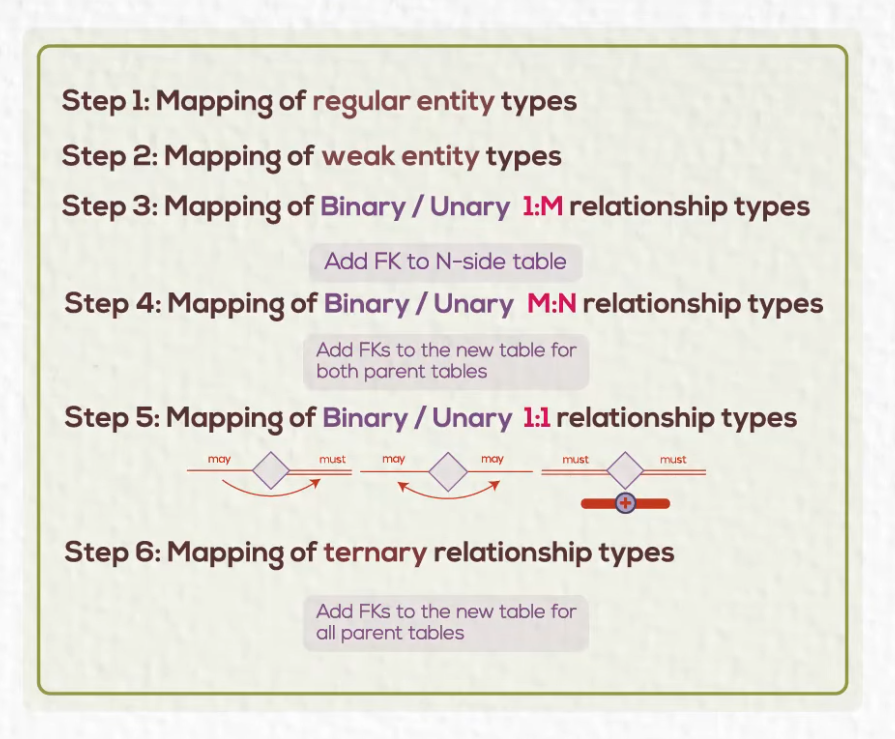 Step 1: Mapping of regular entity types
Step 2: Mapping of weak entity types
Step 3: Mapping of Binary / Unary 1:M relationship types
Add FK to N-side table
Step 4: Mapping of Binary / Unary M:N relationship types
Add FKs to the new table for
both parent tables
Step 5: Mapping of Binary / Unary 1:1 relationship types
may must may may must must
Step 6: Mapping of ternary relationship types
Add FKs to the new table for
all parent tables